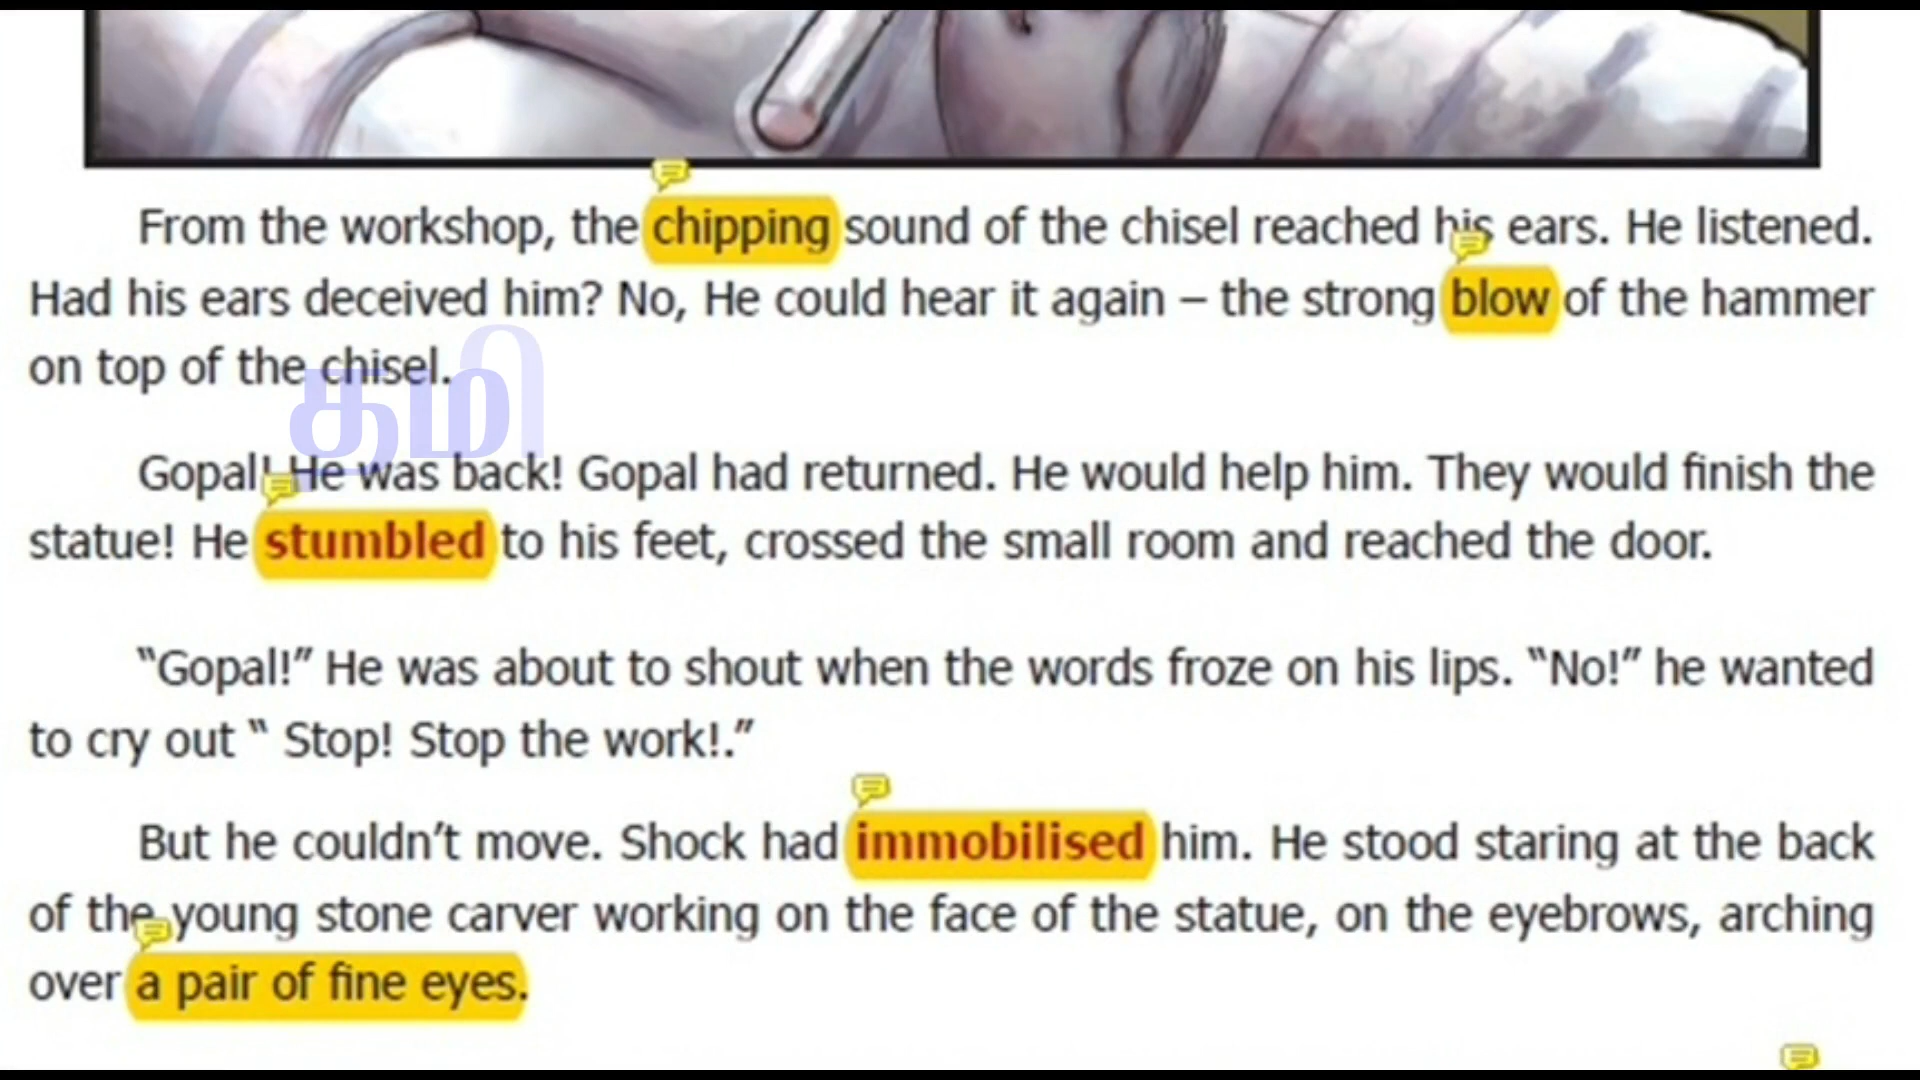 From the workshop, the chipping sound of the chisel reached his ears. He listened.
Had his ears deceived him? No, He could hear it again – the strong blow of the hammer
on top of the chisel.
தமி
Gopal! He was back! Gopal had returned. He would help him. They would finish the
statue! He stumbled to his feet, crossed the small room and reached the door.
“Gopal!” He was about to shout when the words froze on his lips. “No!” he wanted
to cry out “ Stop! Stop the work!.”
But he couldn’t move. Shock had immobilised him. He stood staring at the back
of the young stone carver working on the face of the statue, on the eyebrows, arching
over a pair of fine eyes.